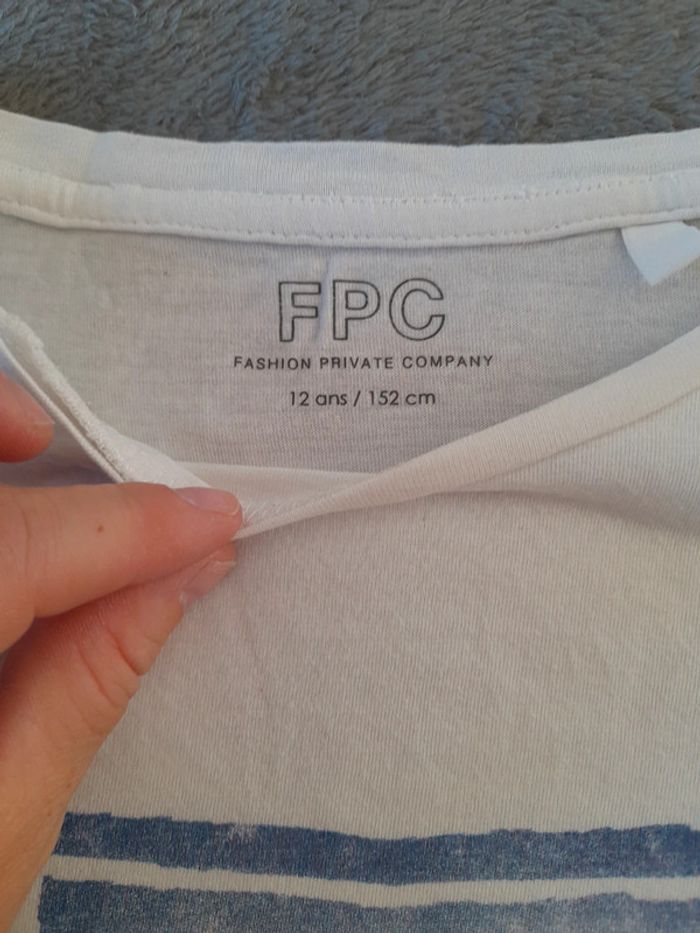 FPC
FASHION PRIVATE COMPANY
12 ans / 152 cm